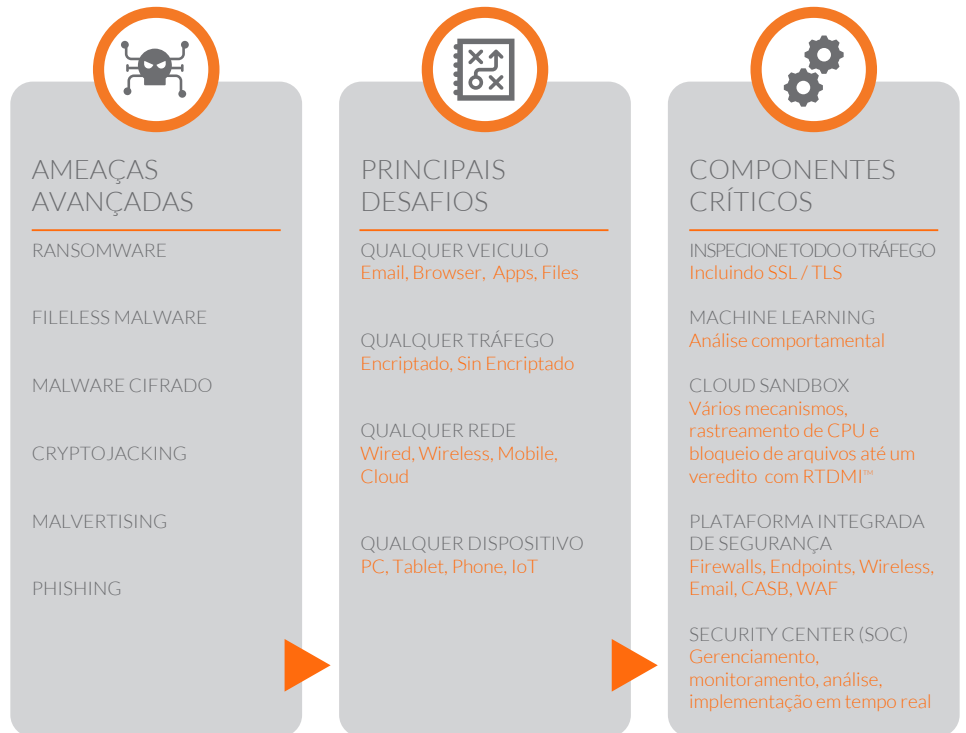 AMEAÇAS
AVANÇADAS
RANSOMWARE
FILELESS MALWARE
MALWARE CIFRADO
CRYPTOJACKING
MALVERTISING
PHISHING
PRINCIPAIS
DESAFIOS
QUALQUER VEICULO
Email, Browser, Apps, Files
QUALQUER TRÁFEGO
Encriptado, Sin Encriptado
QUALQUER REDE
Wired, Wireless, Mobile,
Cloud
QUALQUER DISPOSITIVO
PC, Tablet, Phone, IoT
COMPONENTES
CRÍTICOS
INSPECIONE TODO O TRÁFEGO
Incluindo SSL / TLS
MACHINE LEARNING
Análise comportamental
CLOUD SANDBOX
Vários mecanismos,
rastreamento de CPU e
bloqueio de arquivos até um
veredito com RTDMI™
PLATAFORMA INTEGRADA
DE SEGURANÇA
Firewalls, Endpoints, Wireless,
Email, CASB, WAF
SECURITY CENTER (SOC)
Gerenciamento,
monitoramento, análise,
implementação em tempo real